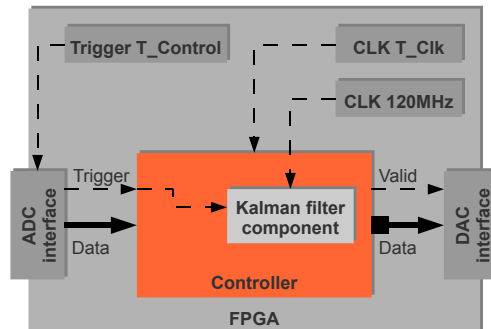 Trigger T_Control
CLK T_Clk
CLK 120MHz
ADC
interface
Trigger
Data
Kalman filter
component
Controller
Valid
Data
DAC
interface
FPGA